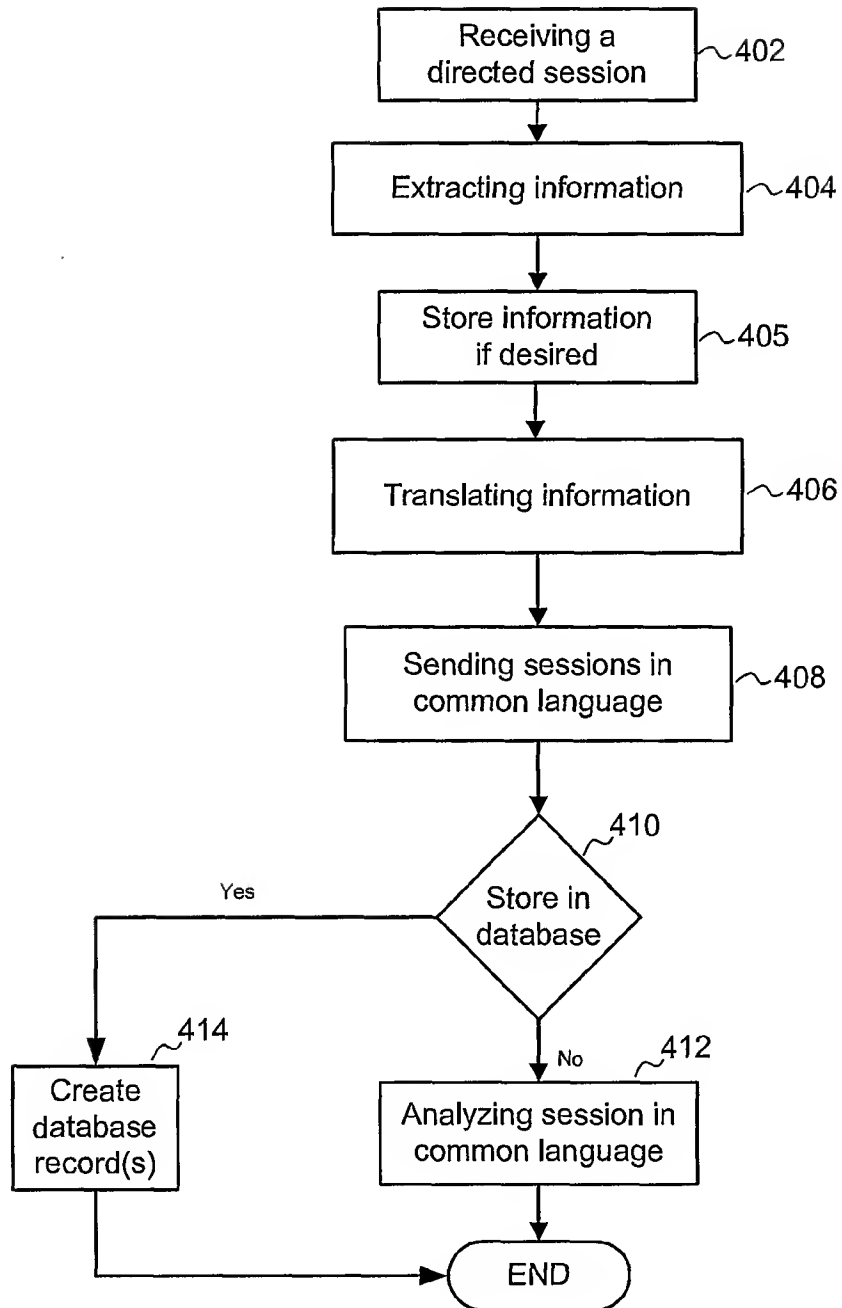 Receiving a
directed session
402
Extracting information
404
Store information
if desired
405
Translating information
406
Sending sessions in
common language
408
410
Store in
database
Yes
No
414
Create
database
record(s)
412
Analyzing session in
common language
END